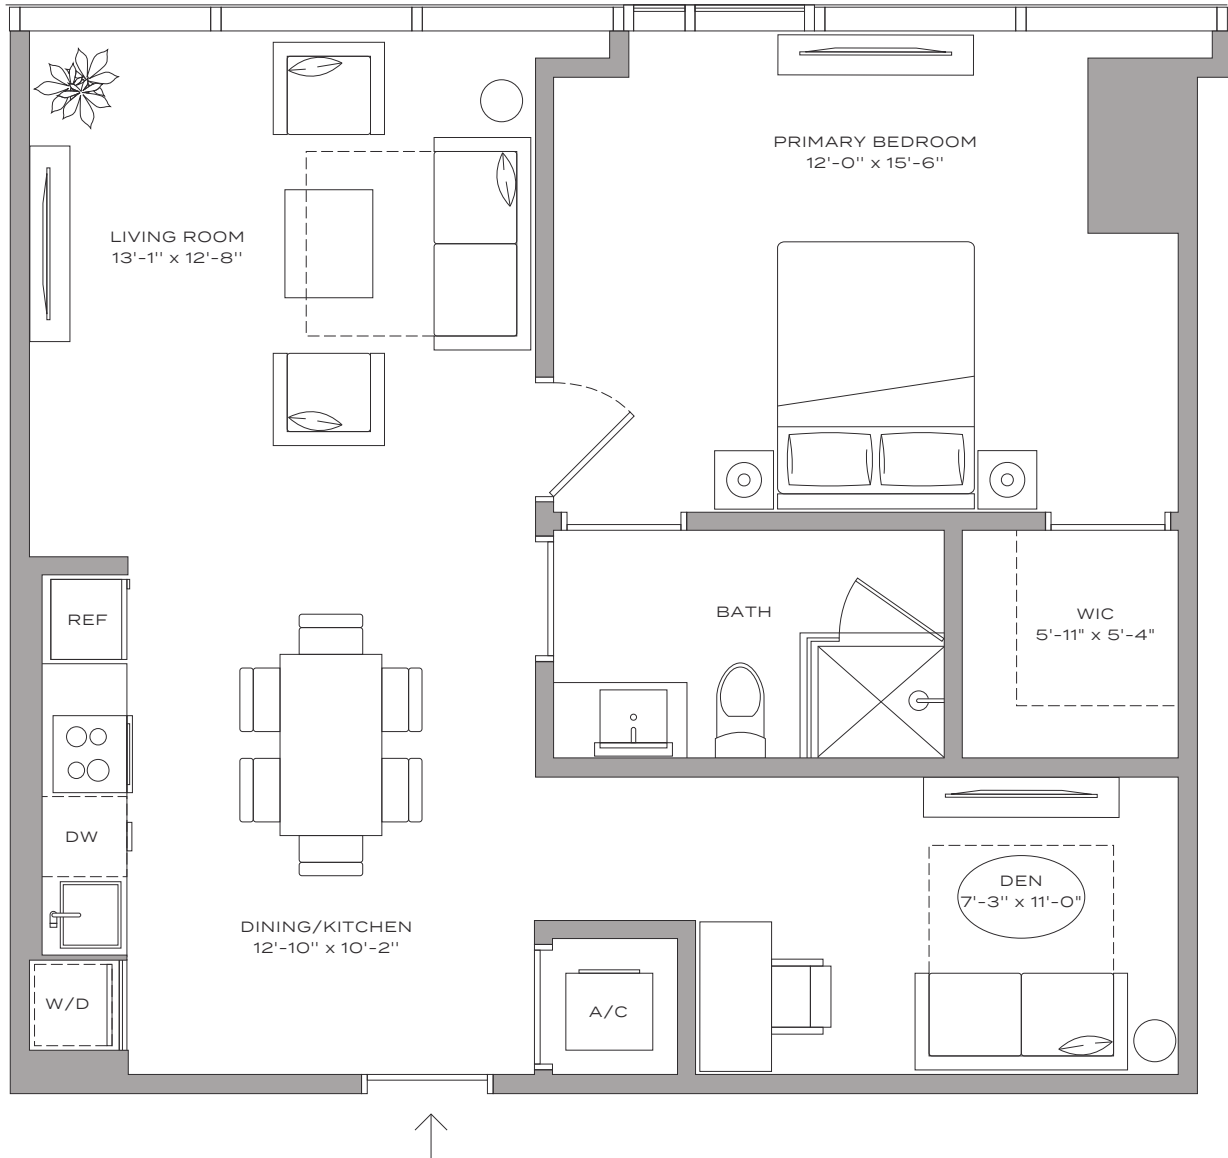 PRIMARY BEDROOM
12'-0'' x 15'-6''
LIVING ROOM
13'-1'' x 12'-8''
REF
BATH
WIC
5'-11" x 5'-4"
DW
DEN
7'-3'' x 11'-0"
DINING/KITCHEN
12'-10'' x 10'-2''
W/D
A/C